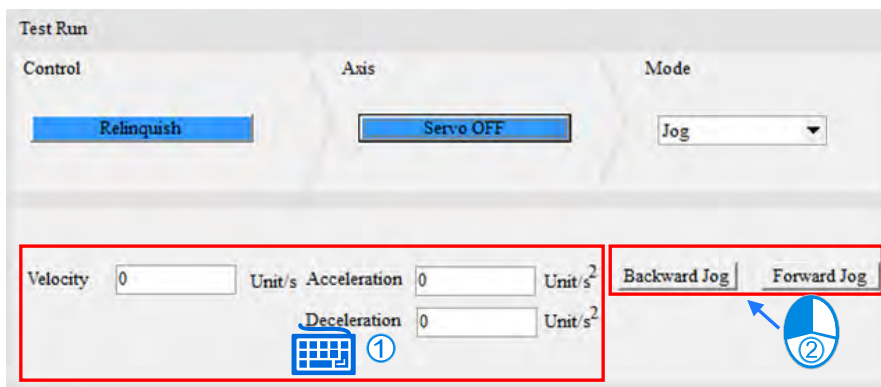 Test Run
Control Axis Mode
Relinquish Servo OFF Jog
Velocity 0 Unit/s Acceleration 0 Unit/s² Backward Jog Forward Jog
Deceleration 0 Unit/s²
①
②